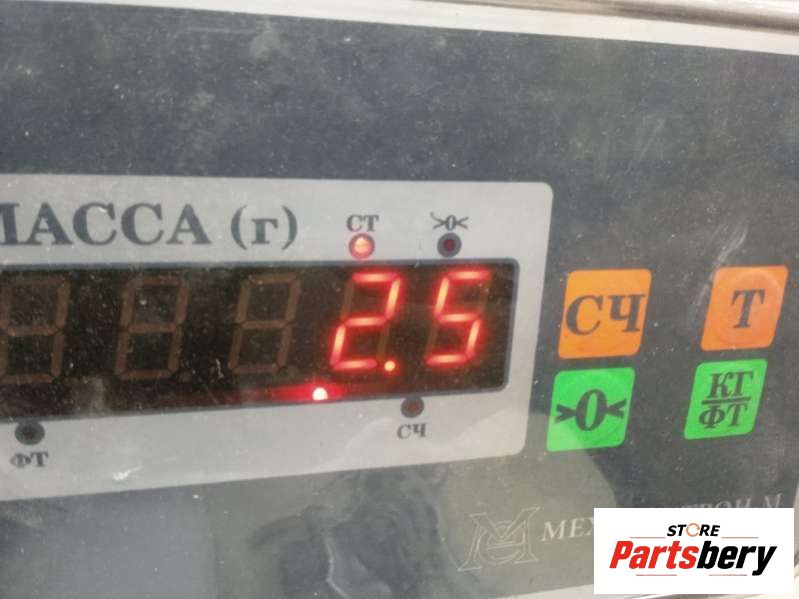 МАССА (г)
СТ
>0<
2.5
СЧ
Т
ФТ
СЧ
>0<
КГ
ФТ
STORE
Partsbery